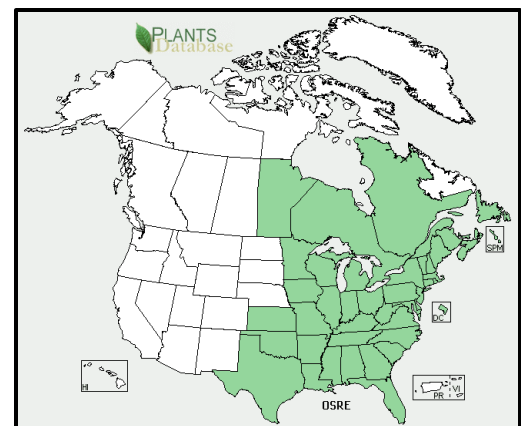 PLANTS
Database
SPM
DC
HI
PR
VI
OSRE